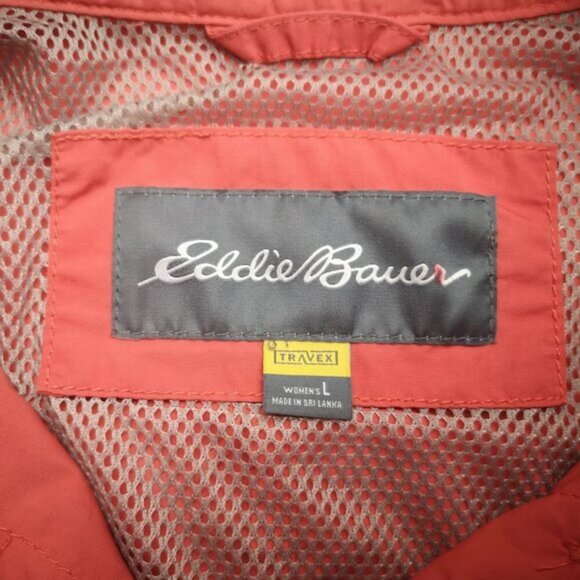 Eddie Bauer
TRAVEX
WOMEN'S L
MADE IN SRI LANKA